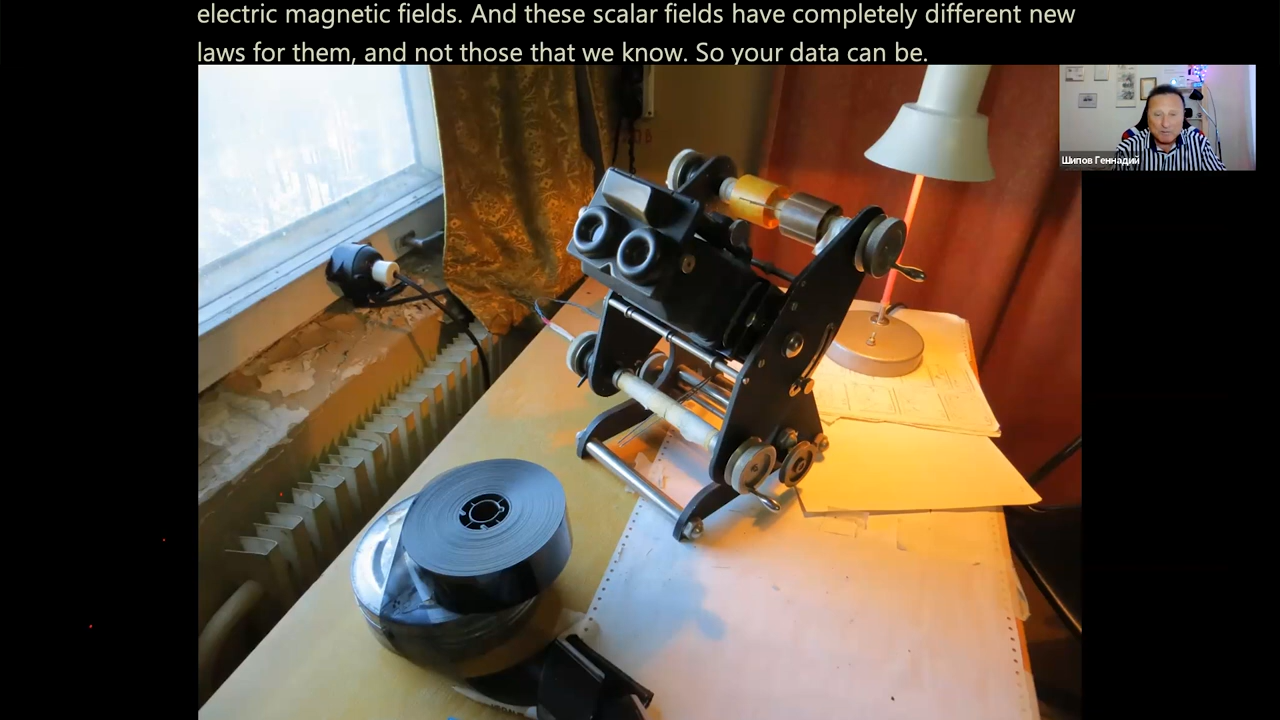 electric magnetic fields. And these scalar fields have completely different new
laws for them, and not those that we know. So your data can be.
Шипов Геннадий